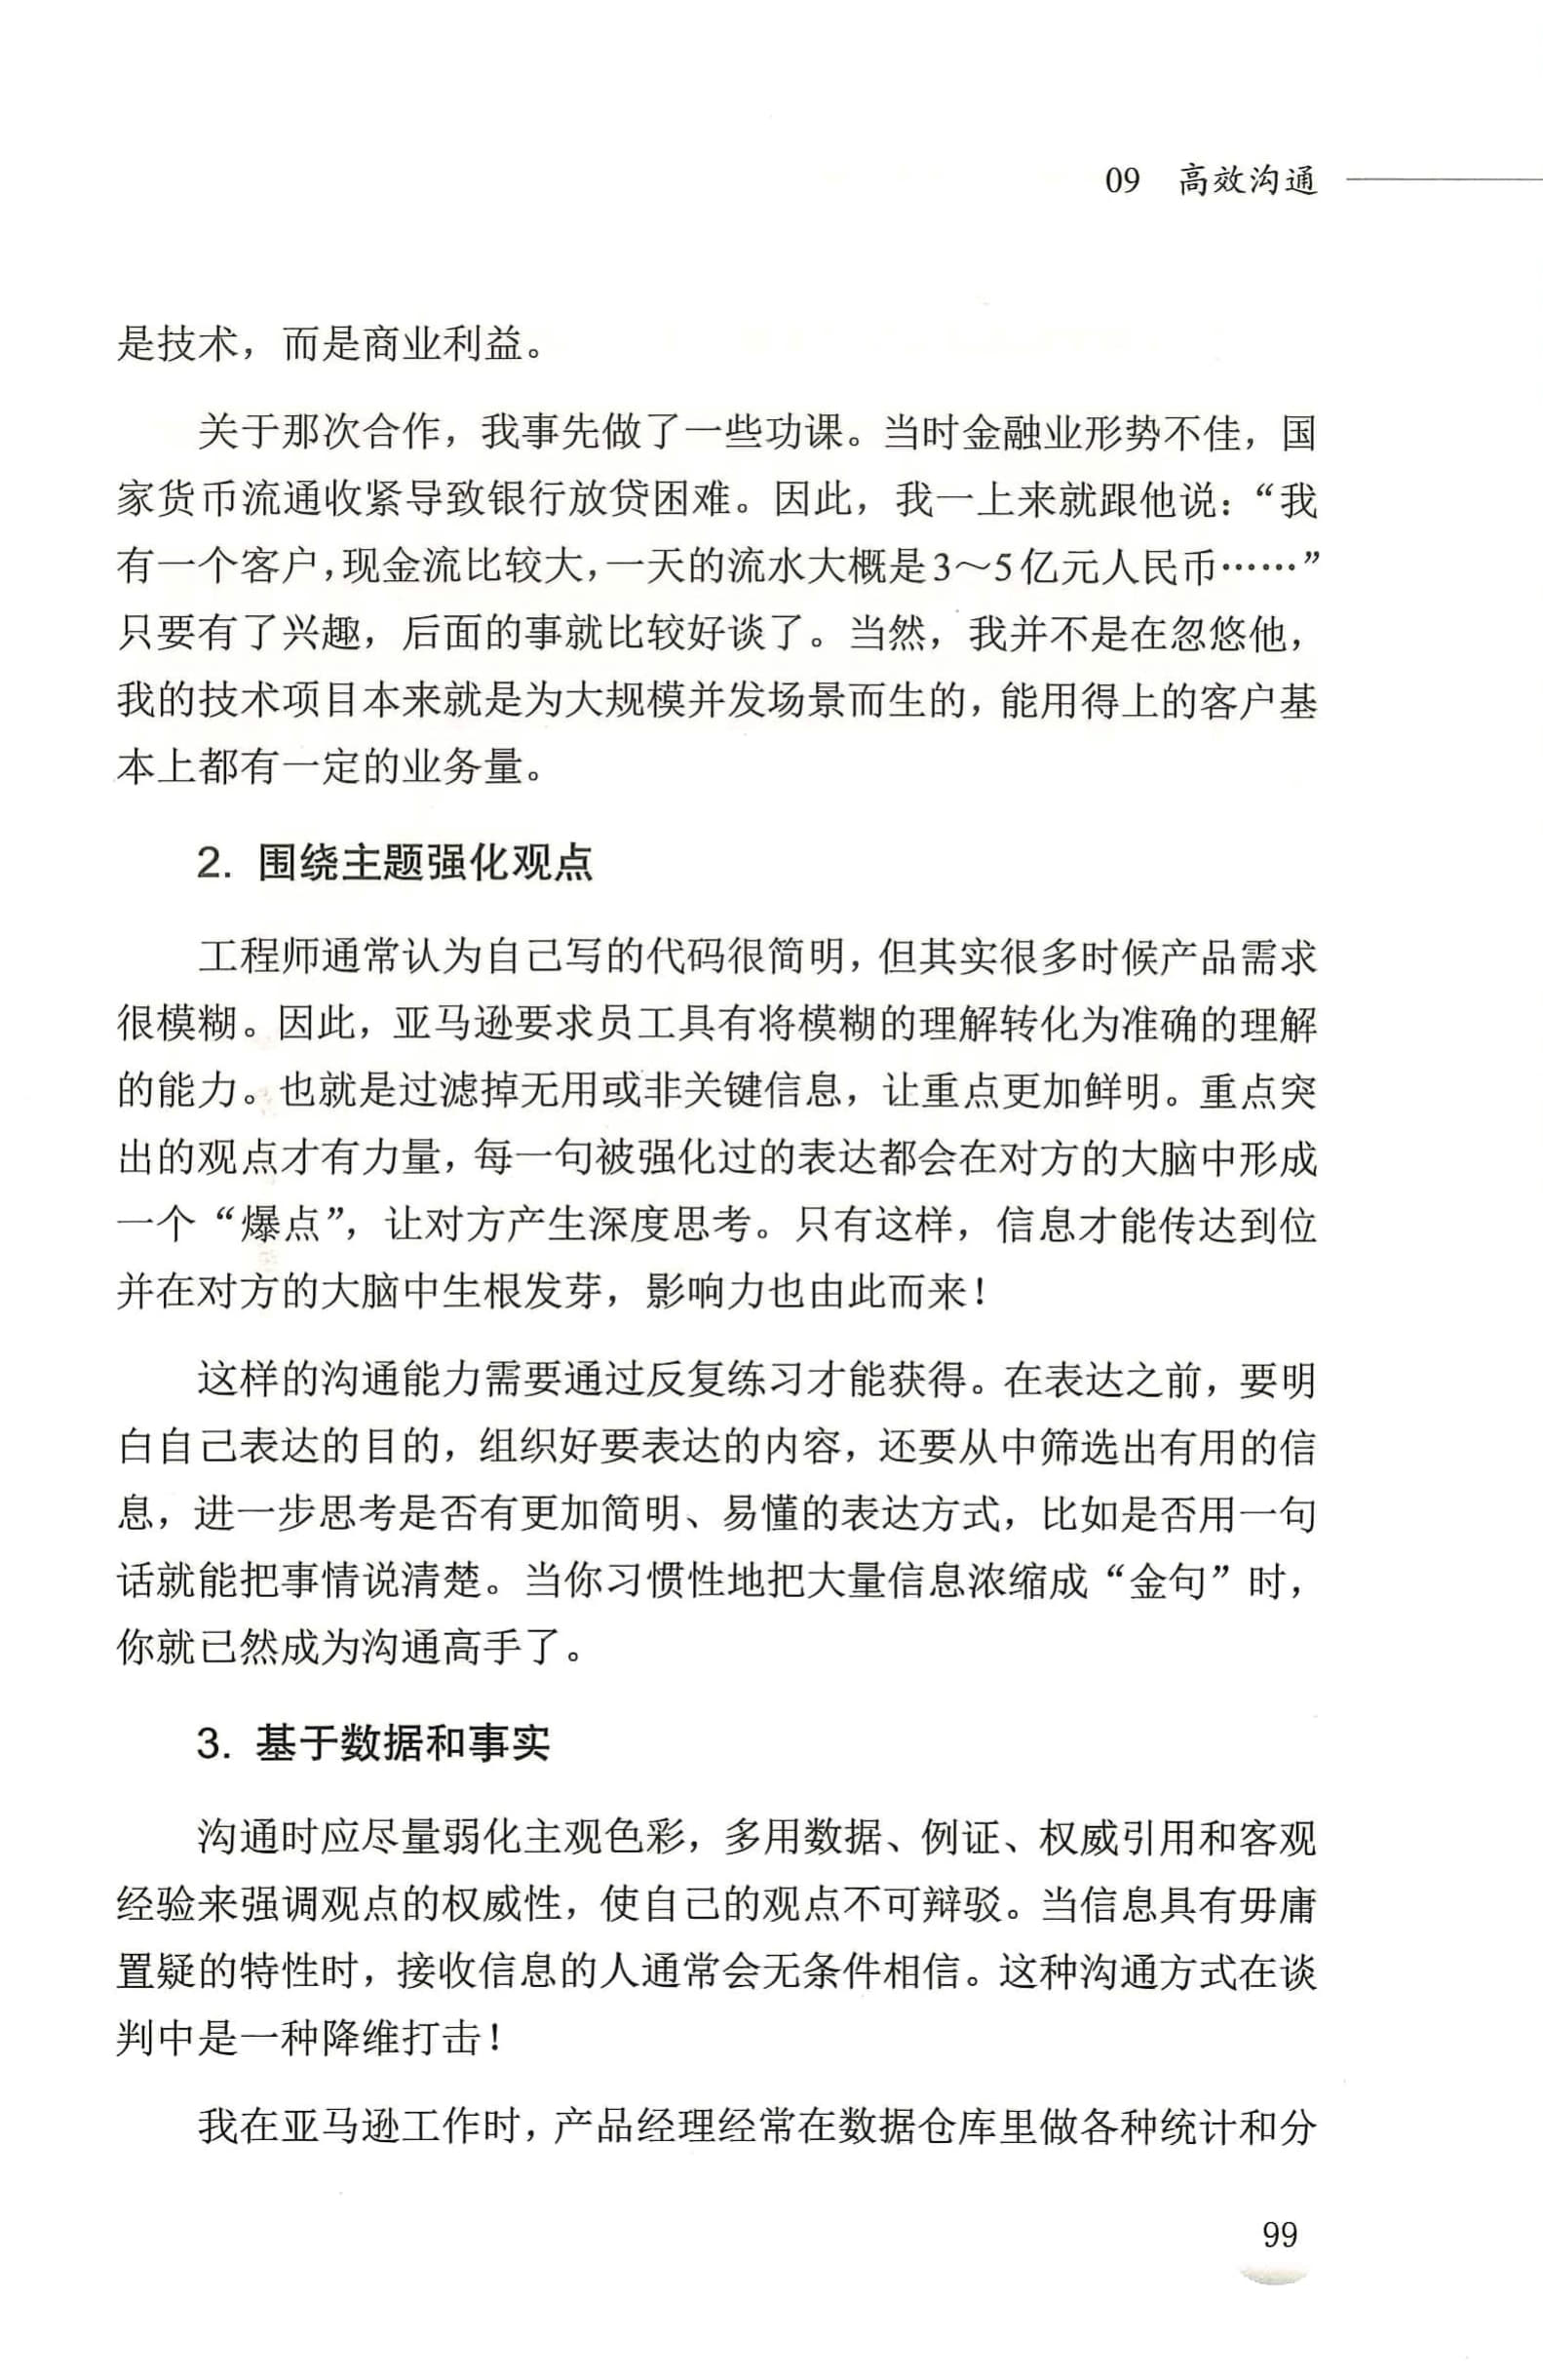 09 高效沟通
是技术，而是商业利益。
关于那次合作，我事先做了一些功课。当时金融业形势不佳，国
家货币流通收紧导致银行放贷困难。因此，我一上来就跟他说：“我
有一个客户，现金流比较大，一天的流水大概是3～5亿元人民币……”
只要有了兴趣，后面的事就比较好谈了。当然，我并不是在忽悠他，
我的技术项目本来就是为大规模并发场景而生的，能用得上的客户基
本上都有一定的业务量。
2. 围绕主题强化观点
工程师通常认为自己写的代码很简明，但其实很多时候产品需求
很模糊。因此，亚马逊要求员工具有将模糊的理解转化为准确的理解
的能力。也就是过滤掉无用或非关键信息，让重点更加鲜明。重点突
出的观点才有力量，每一句被强化过的表达都会在对方的大脑中形成
一个“爆点”，让对方产生深度思考。只有这样，信息才能传达到位
并在对方的大脑中生根发芽，影响力也由此而来！
这样的沟通能力需要通过反复练习才能获得。在表达之前，要明
白自己表达的目的，组织好要表达的内容，还要从中筛选出有用的信
息，进一步思考是否有更加简明、易懂的表达方式，比如是否用一句
话就能把事情说清楚。当你习惯性地把大量信息浓缩成“金句”时，
你就已然成为沟通高手了。
3. 基于数据和事实
沟通时应尽量弱化主观色彩，多用数据、例证、权威引用和客观
经验来强调观点的权威性，使自己的观点不可辩驳。当信息具有毋庸
置疑的特性时，接收信息的人通常会无条件相信。这种沟通方式在谈
判中是一种降维打击！
我在亚马逊工作时，产品经理经常在数据仓库里做各种统计和分
99